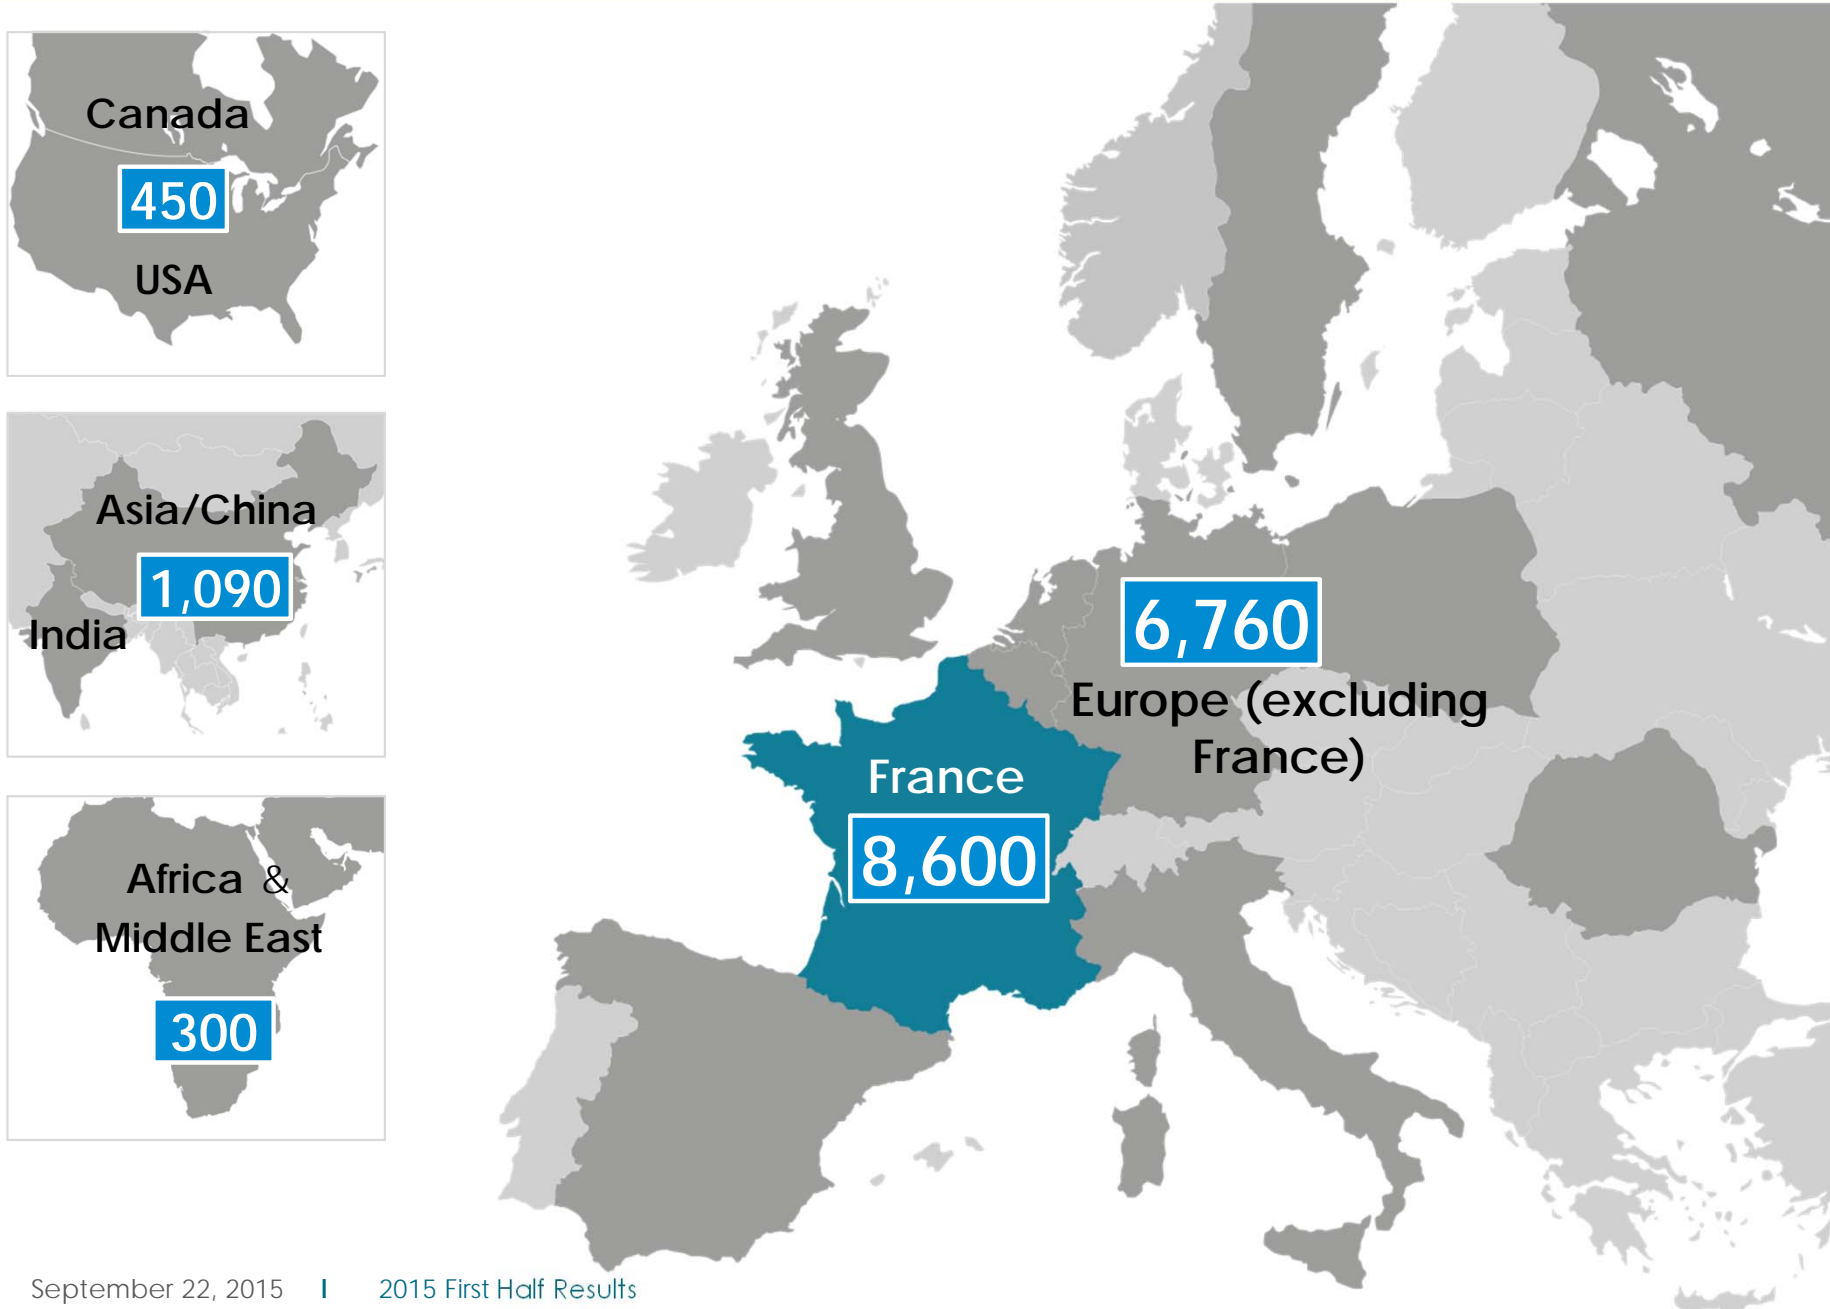 Canada
450
USA
Asia/China
1,090
India
Africa &
Middle East
300
6,760
Europe (excluding
France)
France
8,600
September 22, 2015 I 2015 First Half Results